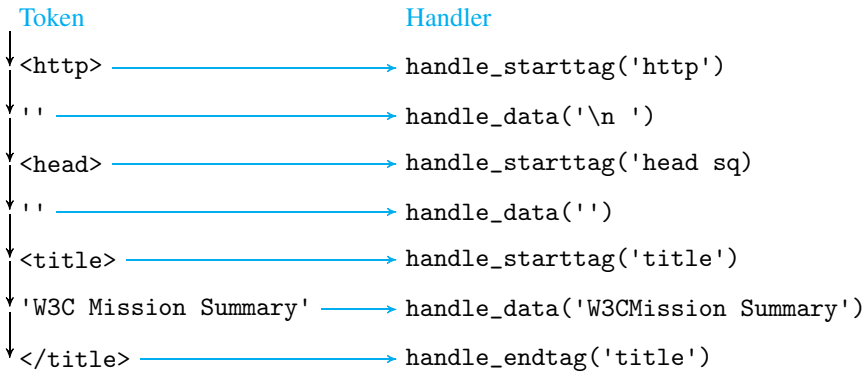 Token Handler
<http> handle_starttag('http')
'' handle_data('\n ')
<head> handle_starttag('head sq)
'' handle_data('')
<title> handle_starttag('title')
'W3C Mission Summary' handle_data('W3CMission Summary')
</title> handle_endtag('title')